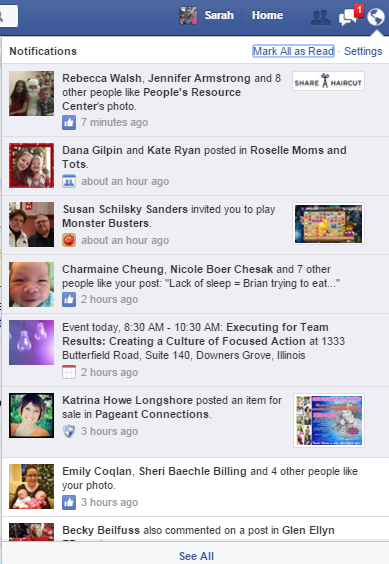 Sarah Home 1
Notifications Mark All as Read · Settings
Rebecca Walsh, Jennifer Armstrong and 8
other people like People's Resource
Center's photo.
7 minutes ago
SHARE A HAIRCUT
Dana Gilpin and Kate Ryan posted in Roselle Moms and
Tots.
about an hour ago
Susan Schilsky Sanders invited you to play
Monster Busters.
about an hour ago
Charmaine Cheung, Nicole Boer Chesak and 7 other
people like your post: "Lack of sleep = Brian trying to eat..."
2 hours ago
Event today, 8:30 AM - 10:30 AM: Executing for Team
Results: Creating a Culture of Focused Action at 1333
Butterfield Road, Suite 140, Downers Grove, Illinois
2 hours ago
Katrina Howe Longshore posted an item for
sale in Pageant Connections.
3 hours ago
Emily Coqlan, Sheri Baechle Billing and 4 other people like
your photo.
3 hours ago
Becky Beilfuss also commented on a post in Glen Ellyn
See All